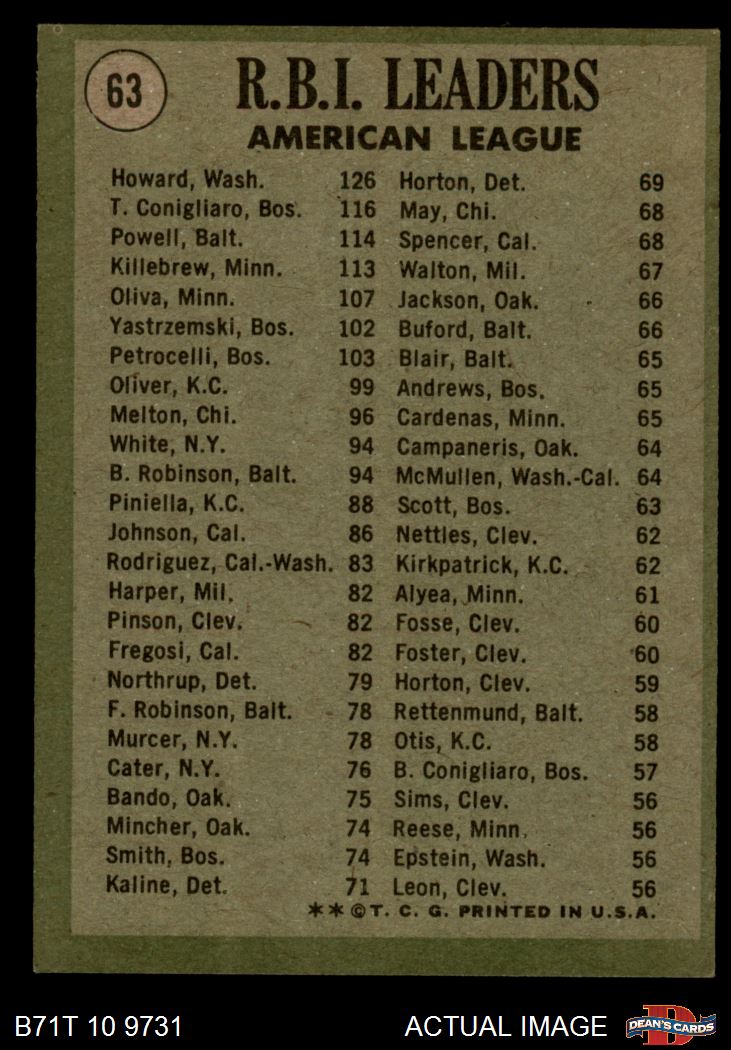 63
R.B.I. LEADERS
AMERICAN LEAGUE
Howard, Wash. 126
T. Conigliaro, Bos. 116
Powell, Balt. 114
Killebrew, Minn. 113
Oliva, Minn. 107
Yastrzemski, Bos. 102
Petrocelli, Bos. 103
Oliver, K.C. 99
Melton, Chi. 96
White, N.Y. 94
B. Robinson, Balt. 94
Piniella, K.C. 88
Johnson, Cal. 86
Rodriguez, Cal.-Wash. 83
Harper, Mil. 82
Pinson, Clev. 82
Fregosi, Cal. 82
Northrup, Det. 79
F. Robinson, Balt. 78
Murcer, N.Y. 78
Cater, N.Y. 76
Bando, Oak. 75
Mincher, Oak. 74
Smith, Bos. 74
Kaline, Det. 71
Horton, Det. 69
May, Chi. 68
Spencer, Cal. 68
Walton, Mil. 67
Jackson, Oak. 66
Buford, Balt. 66
Blair, Balt. 65
Andrews, Bos. 65
Cardenas, Minn. 65
Campaneris, Oak. 64
McMullen, Wash.-Cal. 64
Scott, Bos. 63
Nettles, Clev. 62
Kirkpatrick, K.C. 62
Alyea, Minn. 61
Fosse, Clev. 60
Foster, Clev. 60
Horton, Clev. 59
Rettenmund, Balt. 58
Otis, K.C. 58
B. Conigliaro, Bos. 57
Sims, Clev. 56
Reese, Minn. 56
Epstein, Wash. 56
Leon, Clev. 56
**©T. C. G. PRINTED IN U.S.A.
B71T 10 9731
ACTUAL IMAGE
D
DEAN'S CARDS